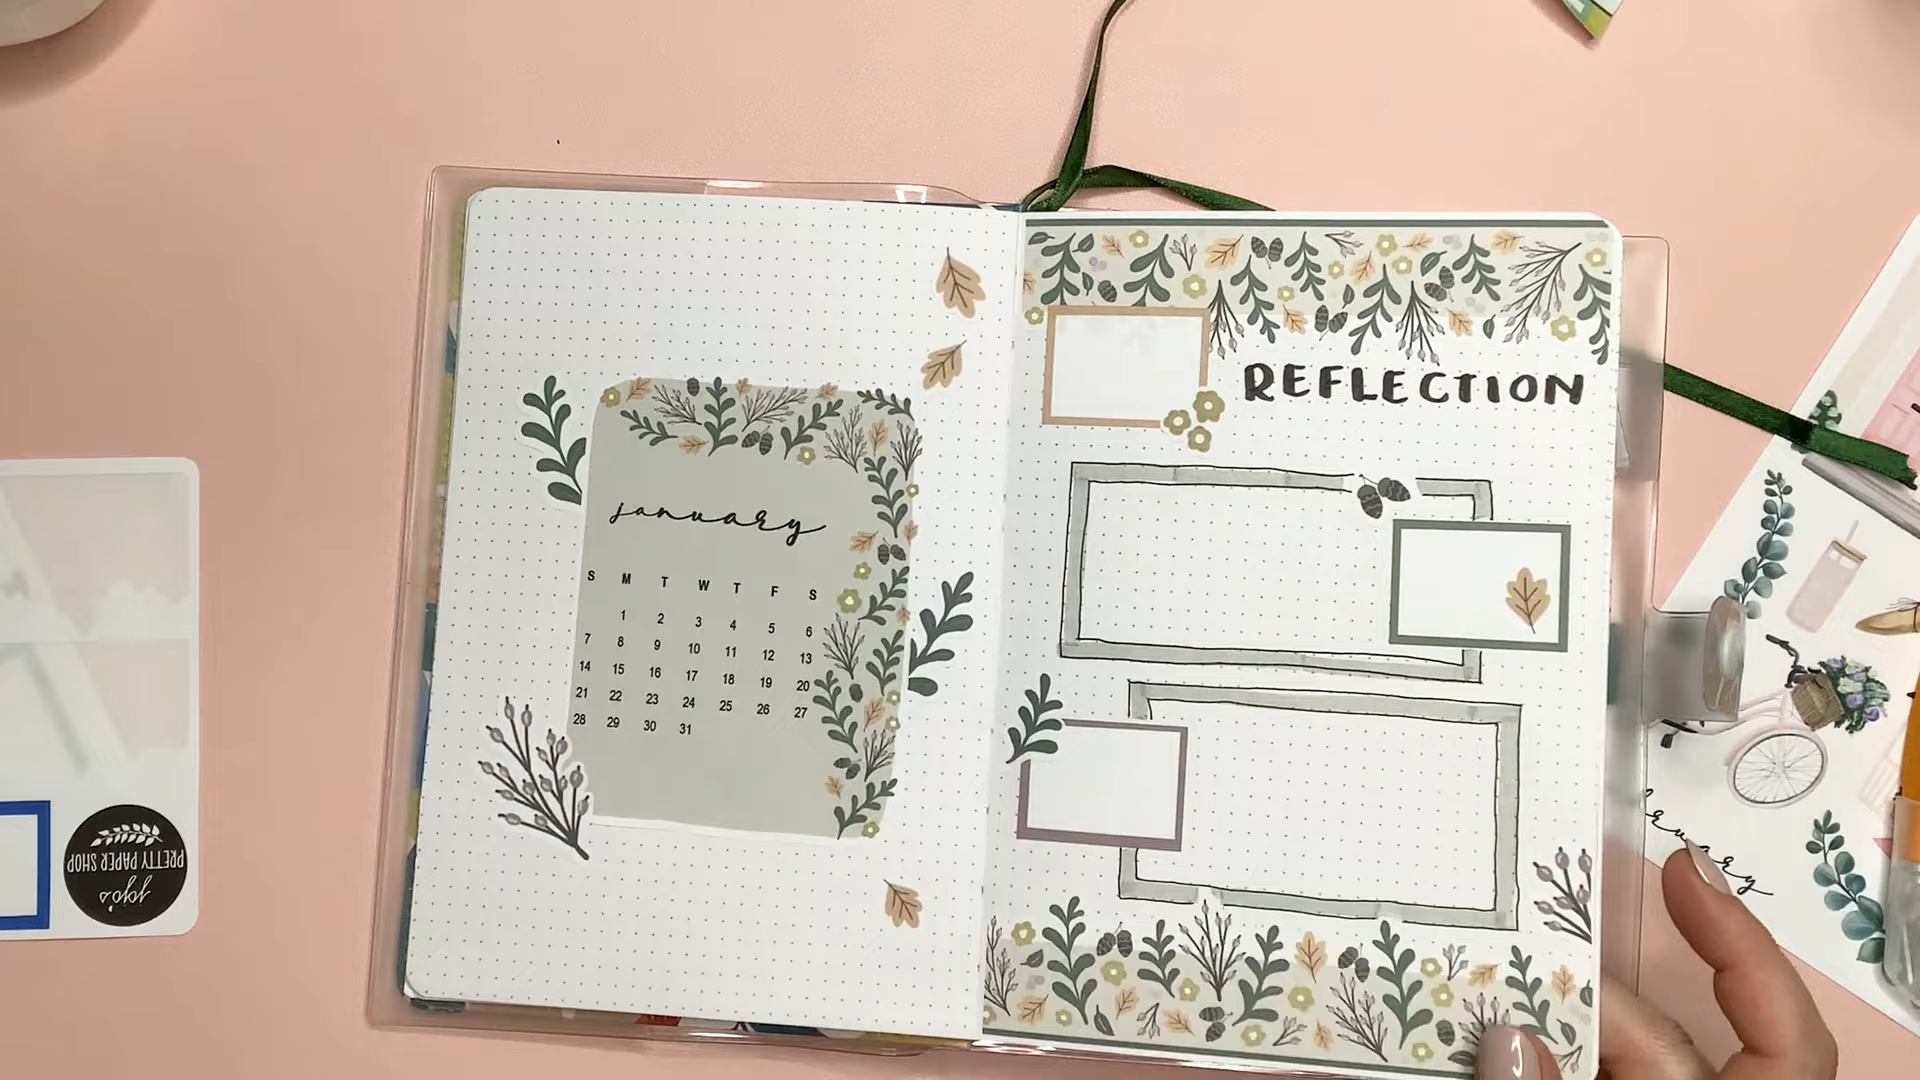 january
S M T W T F S
1 2 3 4 5 6
7 8 9 10 11 12 13
14 15 16 17 18 19 20
21 22 23 24 25 26 27
28 29 30 31
REFLECTION
jojo's
PRETTY PAPER SHOP